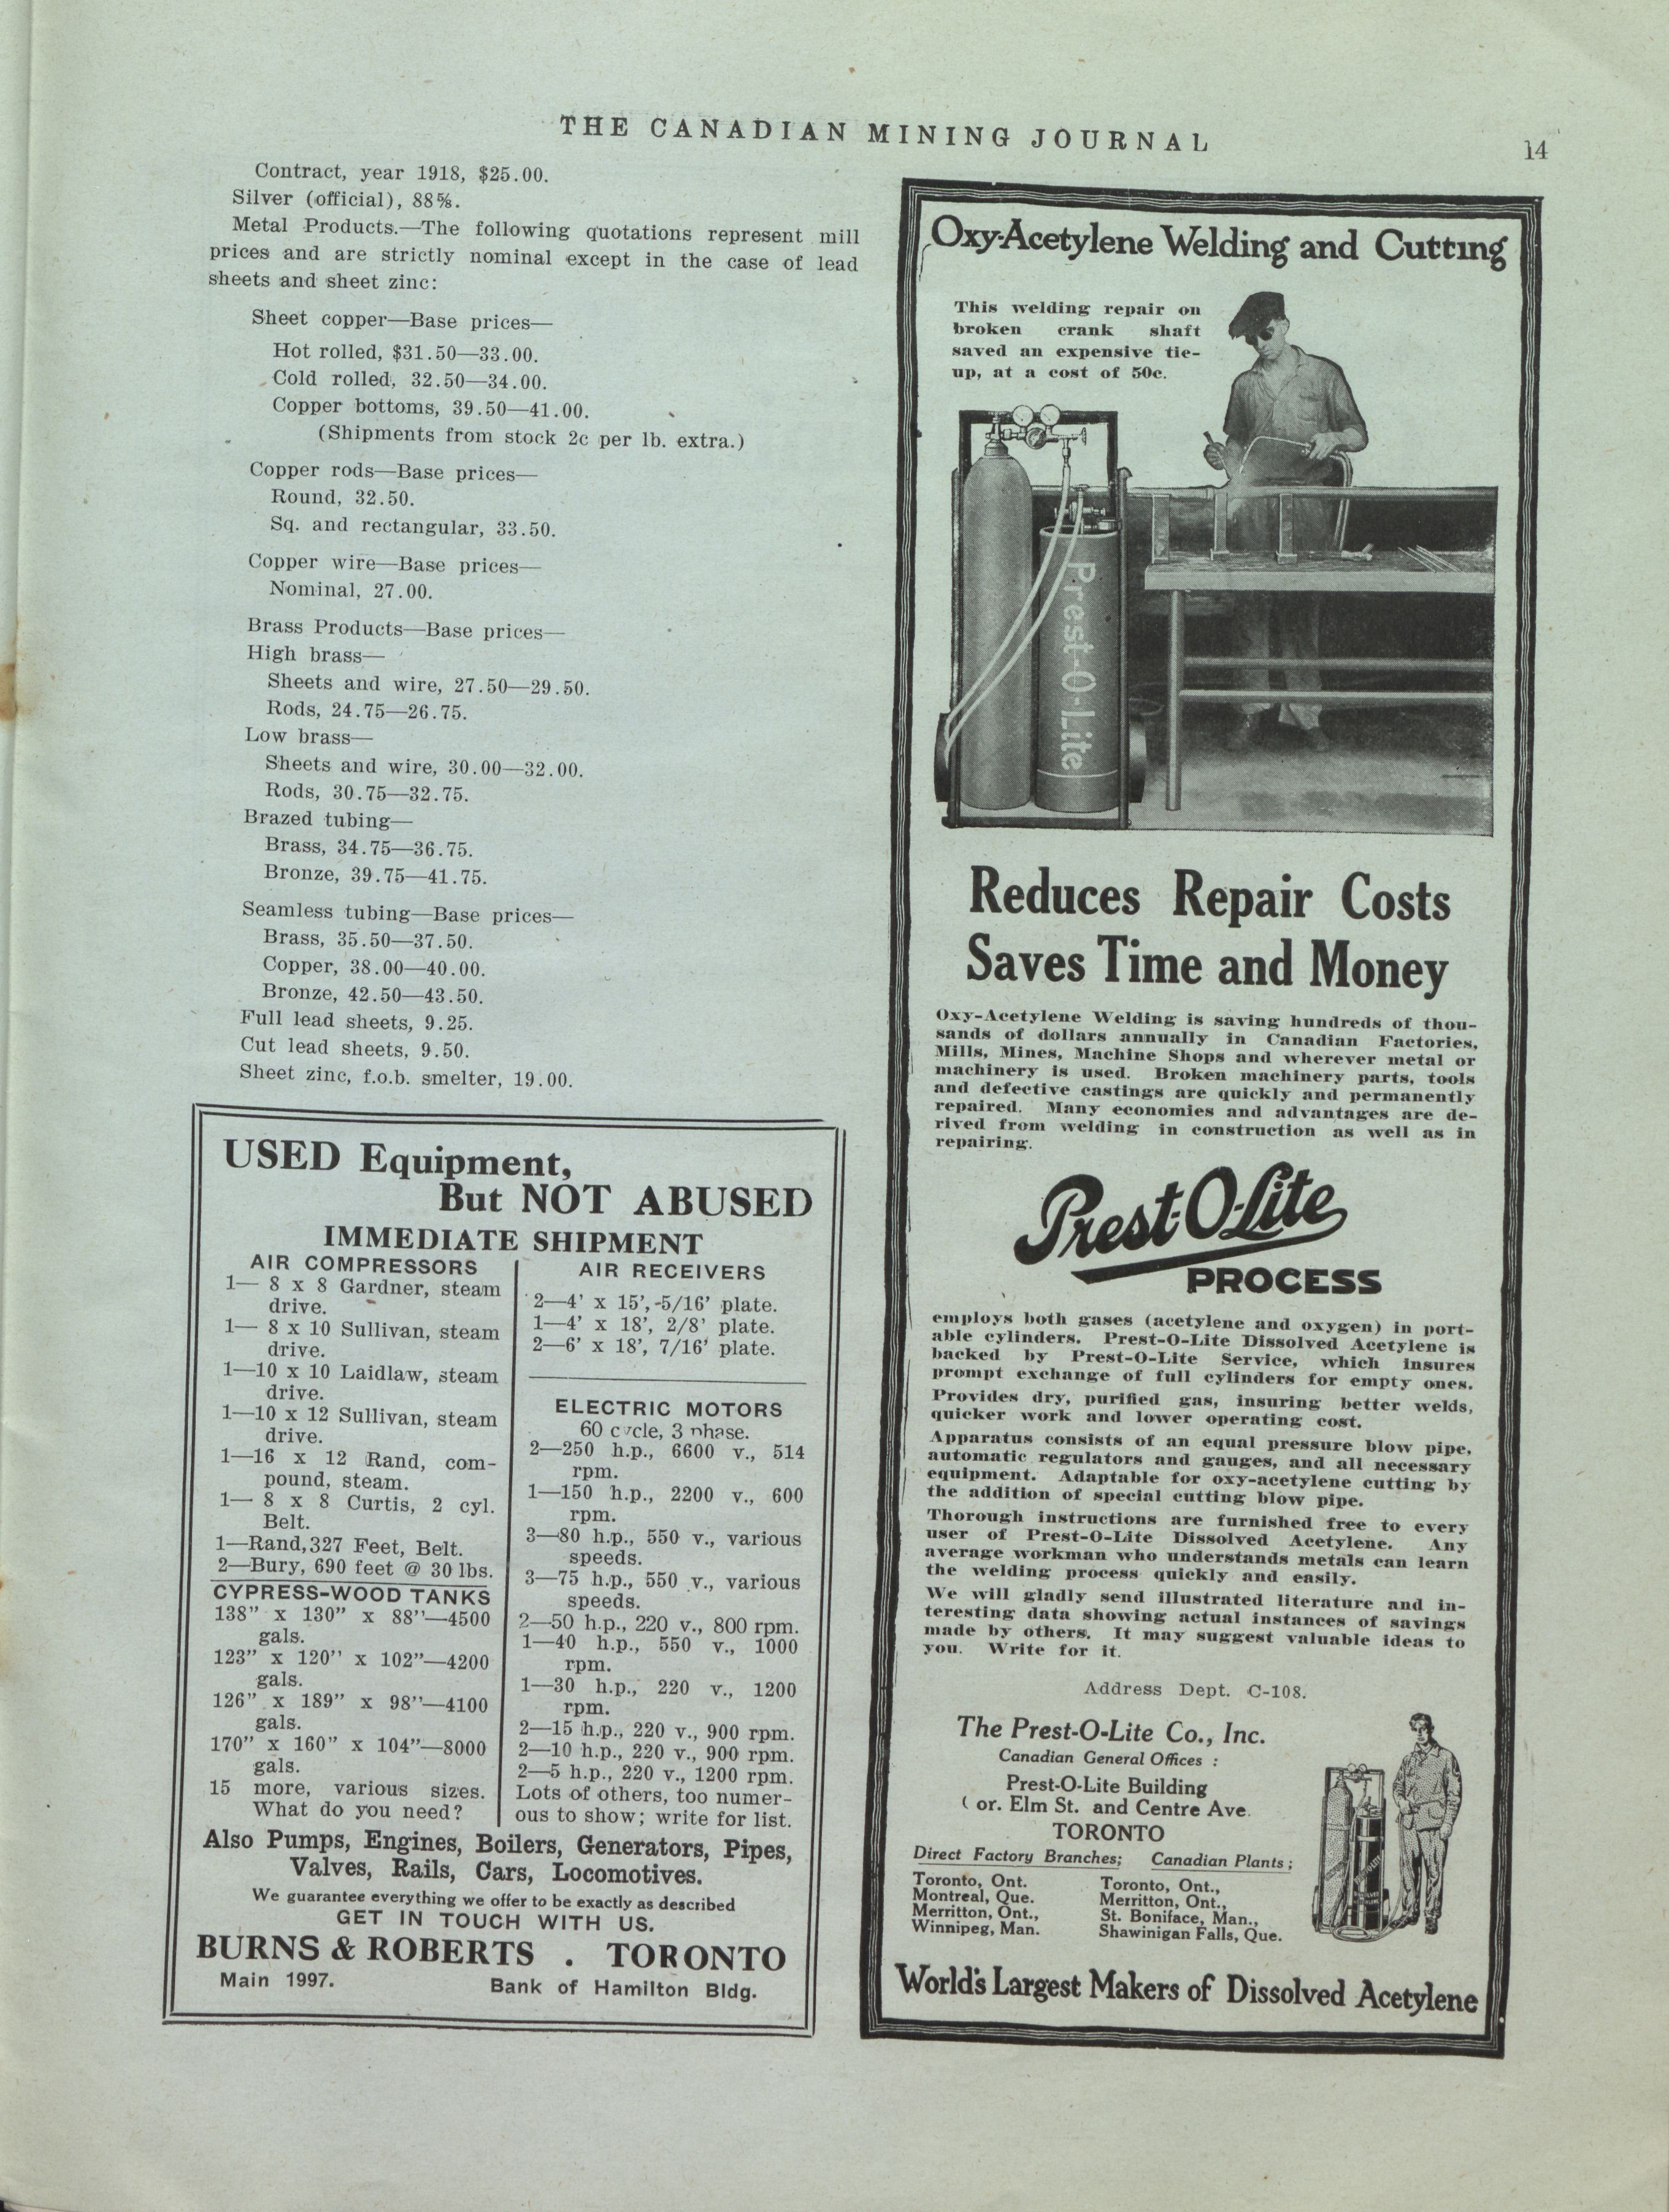 THE CANADIAN MINING JOURNAL
14
Contract, year 1918, $25.00.
Silver (official), 88⅝.
Metal Products.—The following quotations represent mill
prices and are strictly nominal except in the case of lead
sheets and sheet zinc:
Sheet copper—Base prices—
Hot rolled, $31.50—33.00.
Cold rolled, 32.50—34.00.
Copper bottoms, 39.50—41.00.
(Shipments from stock 2c per lb. extra.)
Copper rods—Base prices—
Round, 32.50.
Sq. and rectangular, 33.50.
Copper wire—Base prices—
Nominal, 27.00.
Brass Products—Base prices—
High brass—
Sheets and wire, 27.50—29.50.
Rods, 24.75—26.75.
Low brass—
Sheets and wire, 30.00—32.00.
Rods, 30.75—32.75.
Brazed tubing—
Brass, 34.75—36.75.
Bronze, 39.75—41.75.
Seamless tubing—Base prices—
Brass, 35.50—37.50.
Copper, 38.00—40.00.
Bronze, 42.50—43.50.
Full lead sheets, 9.25.
Cut lead sheets, 9.50.
Sheet zinc, f.o.b. smelter, 19.00.
USED Equipment,
But NOT ABUSED
IMMEDIATE SHIPMENT
AIR COMPRESSORS
1— 8 x 8 Gardner, steam
drive.
1— 8 x 10 Sullivan, steam
drive.
1—10 x 10 Laidlaw, steam
drive.
1—10 x 12 Sullivan, steam
drive.
1—16 x 12 Rand, com-
pound, steam.
1— 8 x 8 Curtis, 2 cyl.
Belt.
1—Rand, 327 Feet, Belt.
2—Bury, 690 feet @ 30 lbs.
CYPRESS-WOOD TANKS
138" x 130" x 88"—4500
gals.
123" x 120" x 102"—4200
gals.
126" x 189" x 98"—4100
gals.
170" x 160" x 104"—8000
gals.
15 more, various sizes.
What do you need?
AIR RECEIVERS
2—4' x 15', -5/16' plate.
1—4' x 18', 2/8' plate.
2—6' x 18', 7/16' plate.
ELECTRIC MOTORS
60 cycle, 3 phase.
2—250 h.p., 6600 v., 514
rpm.
1—150 h.p., 2200 v., 600
rpm.
3—80 h.p., 550 v., various
speeds.
3—75 h.p., 550 v., various
speeds.
2—50 h.p., 220 v., 800 rpm.
1—40 h.p., 550 v., 1000
rpm.
1—30 h.p., 220 v., 1200
rpm.
2—15 h.p., 220 v., 900 rpm.
2—10 h.p., 220 v., 900 rpm.
2—5 h.p., 220 v., 1200 rpm.
Lots of others, too numer-
ous to show; write for list.
Also Pumps, Engines, Boilers, Generators, Pipes,
Valves, Rails, Cars, Locomotives.
We guarantee everything we offer to be exactly as described
GET IN TOUCH WITH US.
BURNS & ROBERTS . TORONTO
Main 1997. Bank of Hamilton Bldg.
Oxy-Acetylene Welding and Cutting
This welding repair on
broken crank shaft
saved an expensive tie-
up, at a cost of 50c.
Prest-O-Lite
Reduces Repair Costs
Saves Time and Money
Oxy-Acetylene Welding is saving hundreds of thou-
sands of dollars annually in Canadian Factories,
Mills, Mines, Machine Shops and wherever metal or
machinery is used. Broken machinery parts, tools
and defective castings are quickly and permanently
repaired. Many economies and advantages are de-
rived from welding in construction as well as in
repairing.
Prest-O-Lite
PROCESS
employs both gases (acetylene and oxygen) in port-
able cylinders. Prest-O-Lite Dissolved Acetylene is
backed by Prest-O-Lite Service, which insures
prompt exchange of full cylinders for empty ones.
Provides dry, purified gas, insuring better welds,
quicker work and lower operating cost.
Apparatus consists of an equal pressure blow pipe,
automatic regulators and gauges, and all necessary
equipment. Adaptable for oxy-acetylene cutting by
the addition of special cutting blow pipe.
Thorough instructions are furnished free to every
user of Prest-O-Lite Dissolved Acetylene. Any
average workman who understands metals can learn
the welding process quickly and easily.
We will gladly send illustrated literature and in-
teresting data showing actual instances of savings
made by others. It may suggest valuable ideas to
you. Write for it.
Address Dept. C-108.
The Prest-O-Lite Co., Inc.
Canadian General Offices :
Prest-O-Lite Building
( or. Elm St. and Centre Ave.
TORONTO
Direct Factory Branches;
Toronto, Ont.
Montreal, Que.
Merritton, Ont.,
Winnipeg, Man.
Canadian Plants;
Toronto, Ont.,
Merritton, Ont.,
St. Boniface, Man.,
Shawinigan Falls, Que.
World's Largest Makers of Dissolved Acetylene